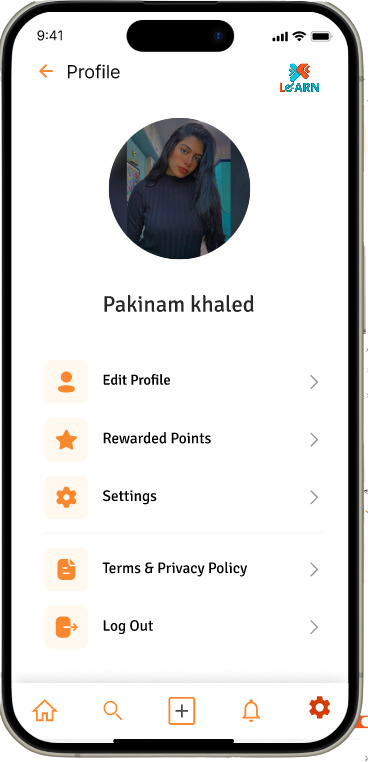 9:41
Profile
LeARN
Pakinam khaled
Edit Profile
Rewarded Points
Settings
Terms & Privacy Policy
Log Out